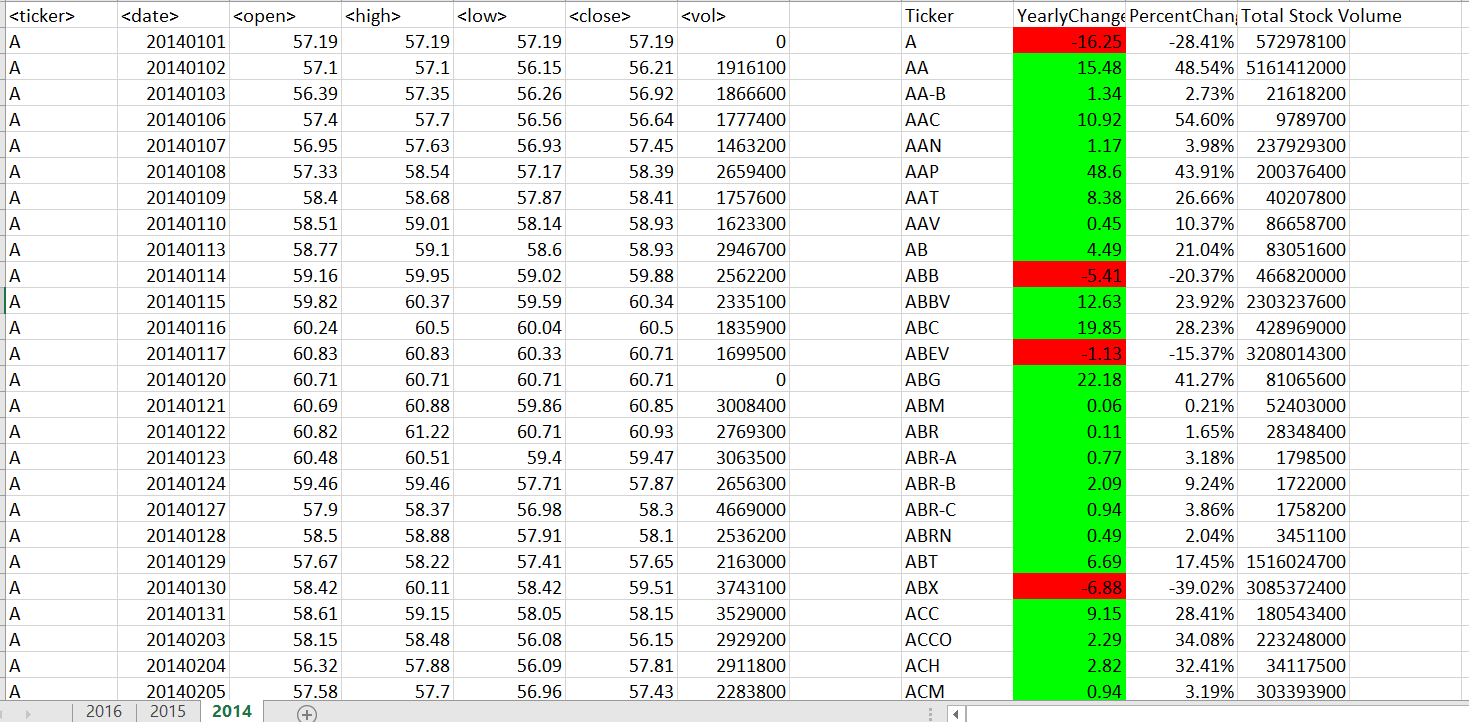 <ticker> <date> <open> <high> <low> <close> <vol> Ticker YearlyChange PercentChan Total Stock Volume
A 20140101 57.19 57.19 57.19 57.19 0 A -16.25 -28.41% 572978100
A 20140102 57.1 57.1 56.15 56.21 1916100 AA 15.48 48.54% 5161412000
A 20140103 56.39 57.35 56.26 56.92 1866600 AA-B 1.34 2.73% 21618200
A 20140106 57.4 57.7 56.56 56.64 1777400 AAC 10.92 54.60% 9789700
A 20140107 56.95 57.63 56.93 57.45 1463200 AAN 1.17 3.98% 237929300
A 20140108 57.33 58.54 57.17 58.39 2659400 AAP 48.6 43.91% 200376400
A 20140109 58.4 58.68 57.87 58.41 1757600 AAT 8.38 26.66% 40207800
A 20140110 58.51 59.01 58.14 58.93 1623300 AAV 0.45 10.37% 86658700
A 20140113 58.77 59.1 58.6 58.93 2946700 AB 4.49 21.04% 83051600
A 20140114 59.16 59.95 59.02 59.88 2562200 ABB -5.41 -20.37% 466820000
A 20140115 59.82 60.37 59.59 60.34 2335100 ABBV 12.63 23.92% 2303237600
A 20140116 60.24 60.5 60.04 60.5 1835900 ABC 19.85 28.23% 428969000
A 20140117 60.83 60.83 60.33 60.71 1699500 ABEV -1.13 -15.37% 3208014300
A 20140120 60.71 60.71 60.71 60.71 0 ABG 22.18 41.27% 81065600
A 20140121 60.69 60.88 59.86 60.85 3008400 ABM 0.06 0.21% 52403000
A 20140122 60.82 61.22 60.71 60.93 2769300 ABR 0.11 1.65% 28348400
A 20140123 60.48 60.51 59.4 59.47 3063500 ABR-A 0.77 3.18% 1798500
A 20140124 59.46 59.46 57.71 57.87 2656300 ABR-B 2.09 9.24% 1722000
A 20140127 57.9 58.37 56.98 58.3 4669000 ABR-C 0.94 3.86% 1758200
A 20140128 58.5 58.88 57.91 58.1 2536200 ABRN 0.49 2.04% 3451100
A 20140129 57.67 58.22 57.41 57.65 2163000 ABT 6.69 17.45% 1516024700
A 20140130 58.42 60.11 58.42 59.51 3743100 ABX -6.88 -39.02% 3085372400
A 20140131 58.61 59.15 58.05 58.15 3529000 ACC 9.15 28.41% 180543400
A 20140203 58.15 58.48 56.08 56.15 2929200 ACCO 2.29 34.08% 223248000
A 20140204 56.32 57.88 56.09 57.81 2911800 ACH 2.82 32.41% 34117500
A 20140205 57.58 57.7 56.96 57.43 2283800 ACM 0.94 3.19% 303393900
2016 2015 2014